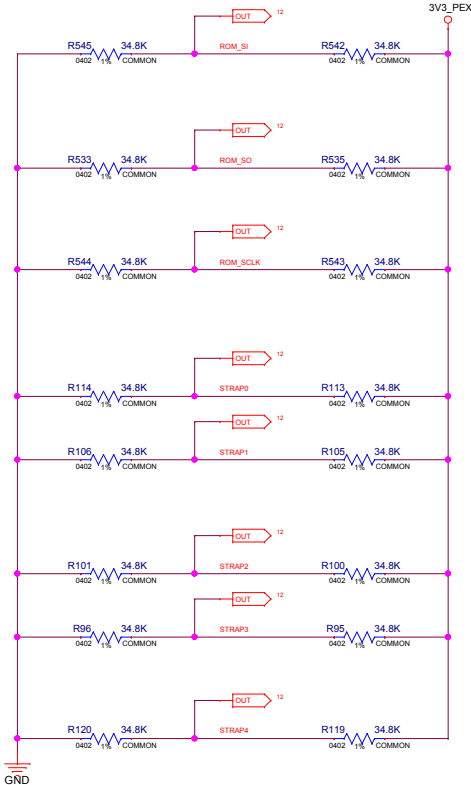 3V3_PEX
OUT 12
R545 34.8K ROM_SI R542 34.8K
0402 1% COMMON 0402 1% COMMON
OUT 12
R533 34.8K ROM_SO R535 34.8K
0402 1% COMMON 0402 1% COMMON
OUT 12
R544 34.8K ROM_SCLK R543 34.8K
0402 1% COMMON 0402 1% COMMON
OUT 12
R114 34.8K STRAP0 R113 34.8K
0402 1% COMMON 0402 1% COMMON
OUT 12
R106 34.8K STRAP1 R105 34.8K
0402 1% COMMON 0402 1% COMMON
OUT 12
R101 34.8K STRAP2 R100 34.8K
0402 1% COMMON 0402 1% COMMON
OUT 12
R96 34.8K STRAP3 R95 34.8K
0402 1% COMMON 0402 1% COMMON
OUT 12
R120 34.8K STRAP4 R119 34.8K
0402 1% COMMON 0402 1% COMMON
GND